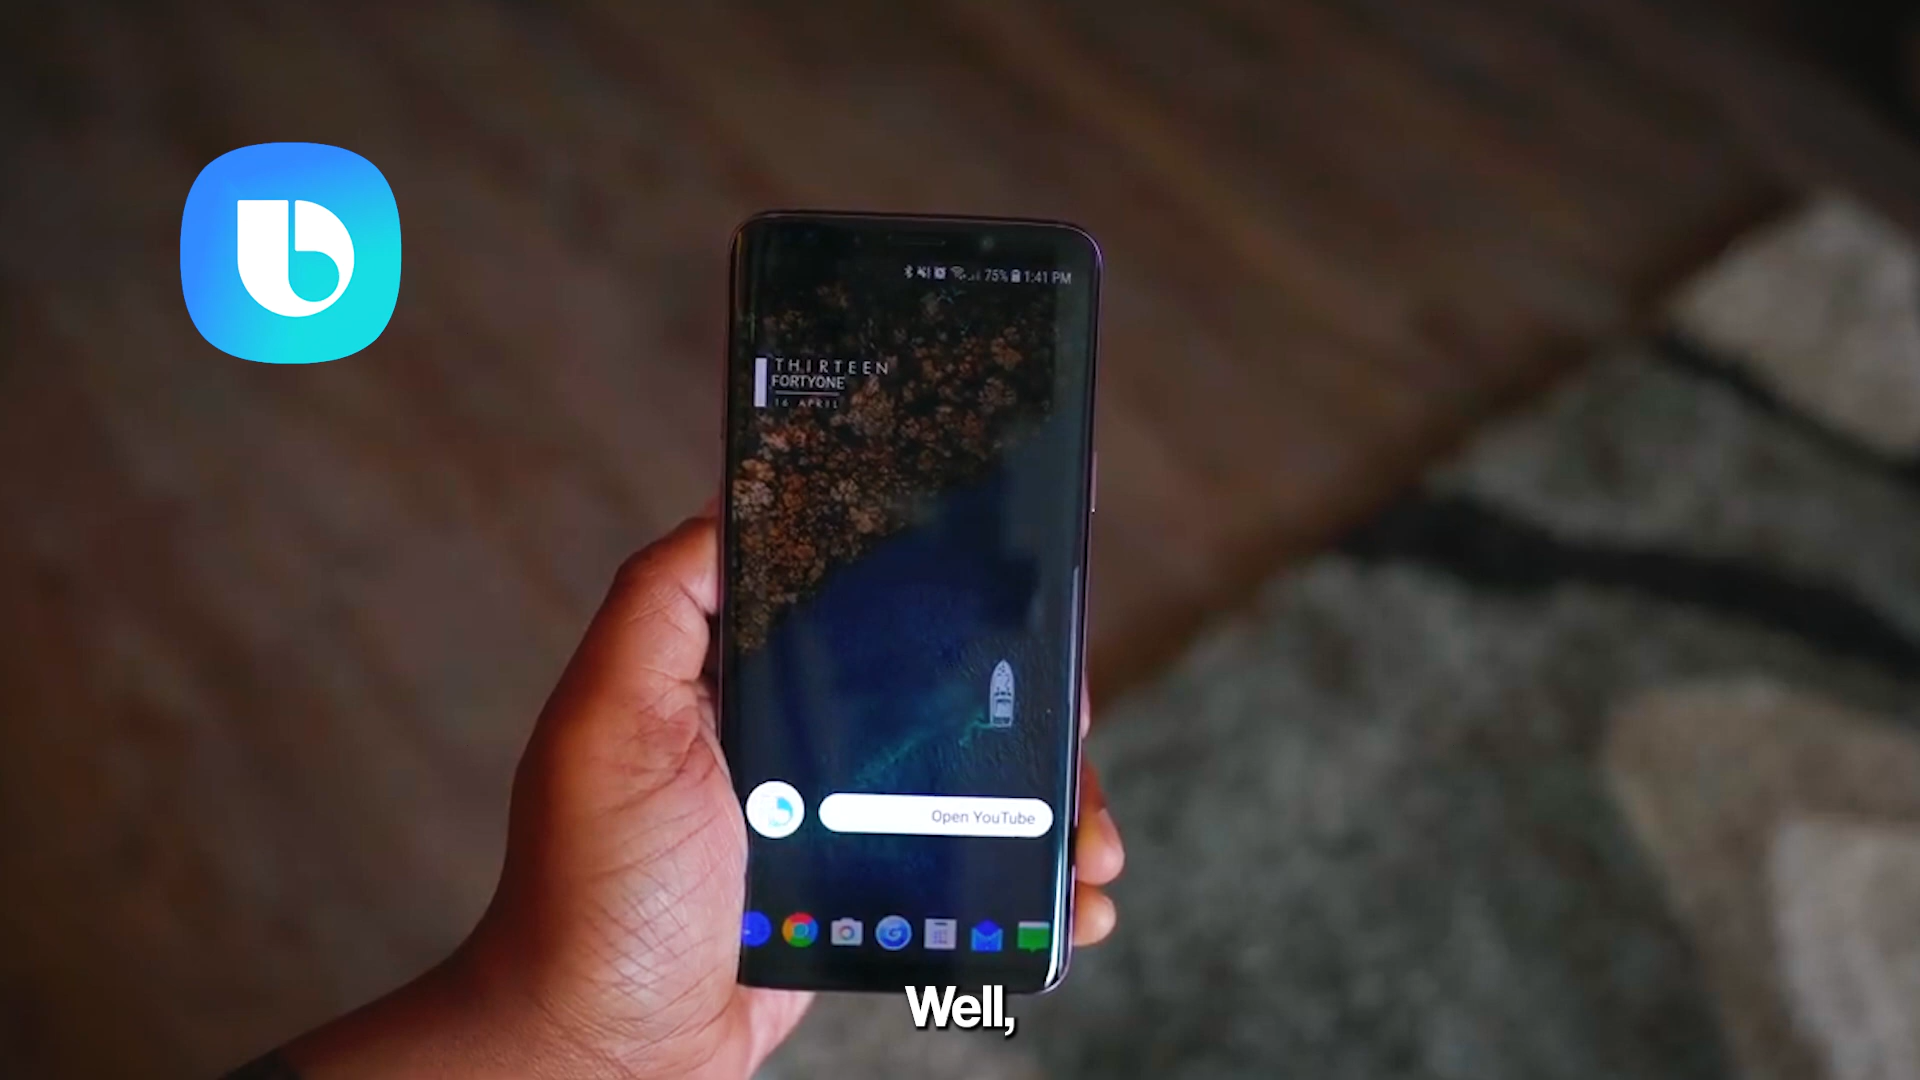 75% 1:41 PM
THIRTEEN
FORTYONE
16 APRIL
Open YouTube
Well,